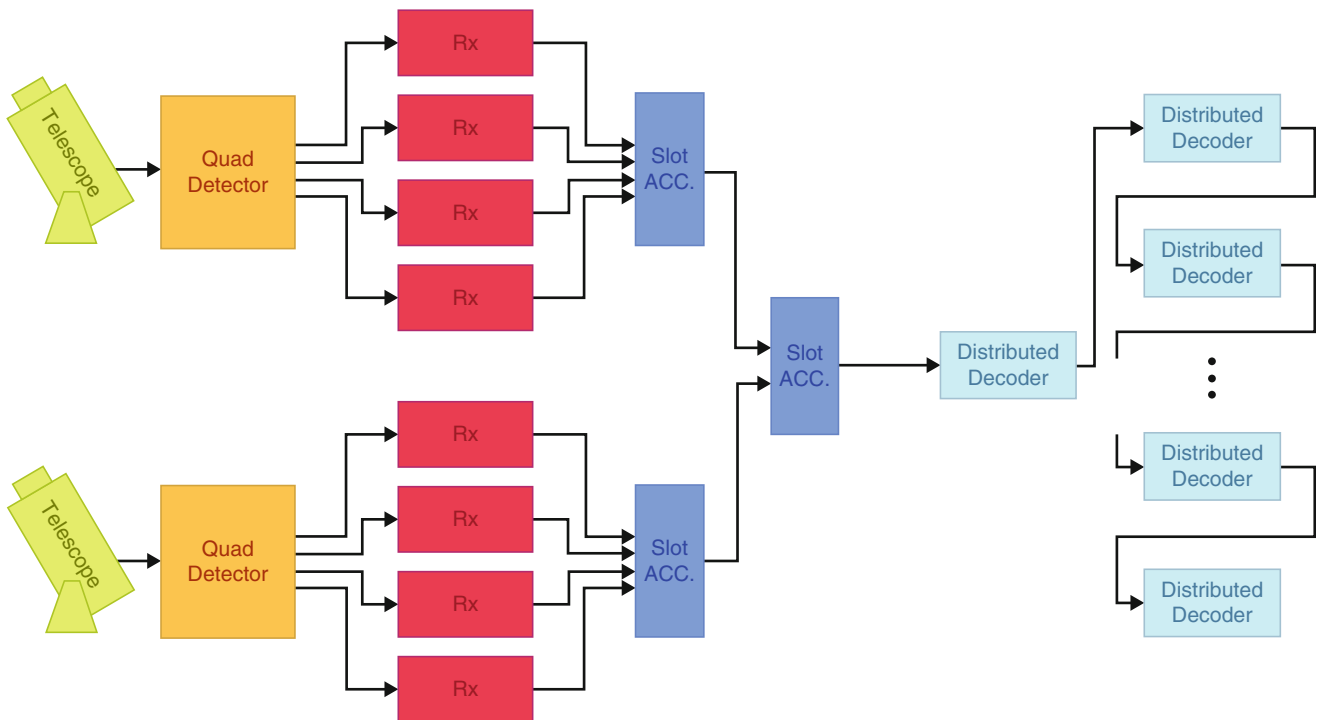 Telescope
Quad
Detector
Rx
Rx
Rx
Rx
Slot
ACC.
Telescope
Quad
Detector
Rx
Rx
Rx
Rx
Slot
ACC.
Slot
ACC.
Distributed
Decoder
Distributed
Decoder
Distributed
Decoder
Distributed
Decoder
Distributed
Decoder